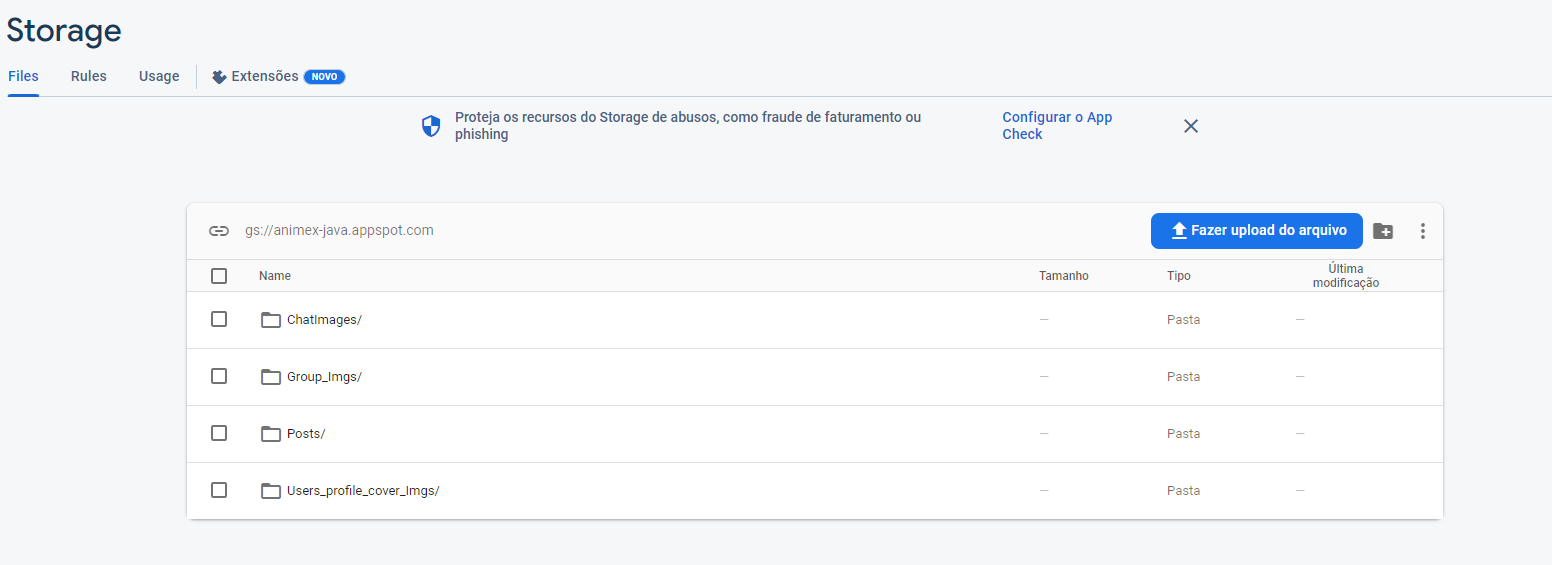 Storage
Files Rules Usage Extensões NOVO
Proteja os recursos do Storage de abusos, como fraude de faturamento ou
phishing
Configurar o App
Check
gs://animex-java.appspot.com
Fazer upload do arquivo
Name Tamanho Tipo Última
modificação
ChatImages/ — Pasta —
Group_Imgs/ — Pasta —
Posts/ — Pasta —
Users_profile_cover_Imgs/ — Pasta —